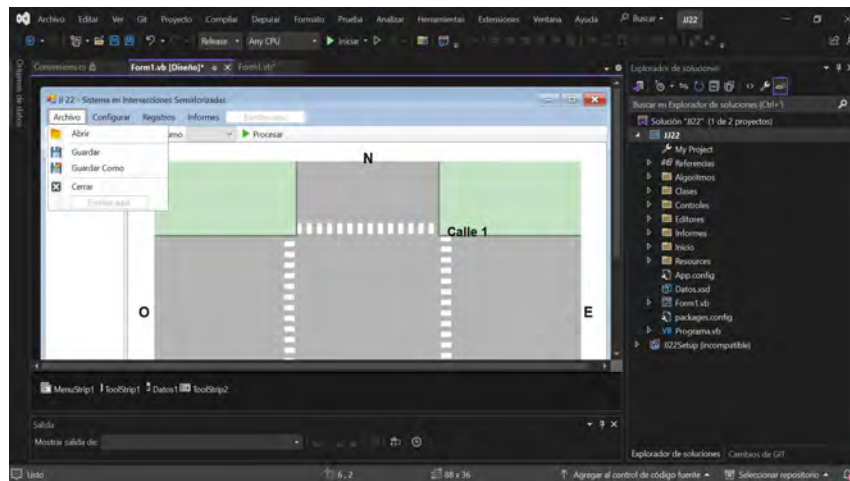 Archivo Editar Ver Git Proyecto Compilar Depurar Formato Prueba Analizar Herramientas Extensiones Ventana Ayuda Buscar JJ22
Release Any CPU Iniciar
Form1.vb [Diseño]* Form1.vb*
Explorador de soluciones
Orígenes de datos
JJ 22 - Sistema en Intersecciones Semaforizadas
Buscar en Explorador de soluciones (Ctrl+')
Archivo Configurar Registros Informes
Solución "JJ22" (1 de 2 proyectos)
Abrir
Procesar
JJ22
Guardar
N
My Project
Guardar Como
Referencias
Algoritmos
Cerrar
Clases
Controles
Calle 1
Editores
Informes
Inicio
Resources
App.config
Datos.xsd
O
E
Form1.vb
packages.config
Programa.vb
JJ22Setup (incompatible)
MenuStrip1 ToolStrip1 Datos1 ToolStrip2
Salida
Mostrar salida de:
Explorador de soluciones Cambios de GIT
Listo
6 , 2
88 x 36
Agregar al control de código fuente
Seleccionar repositorio